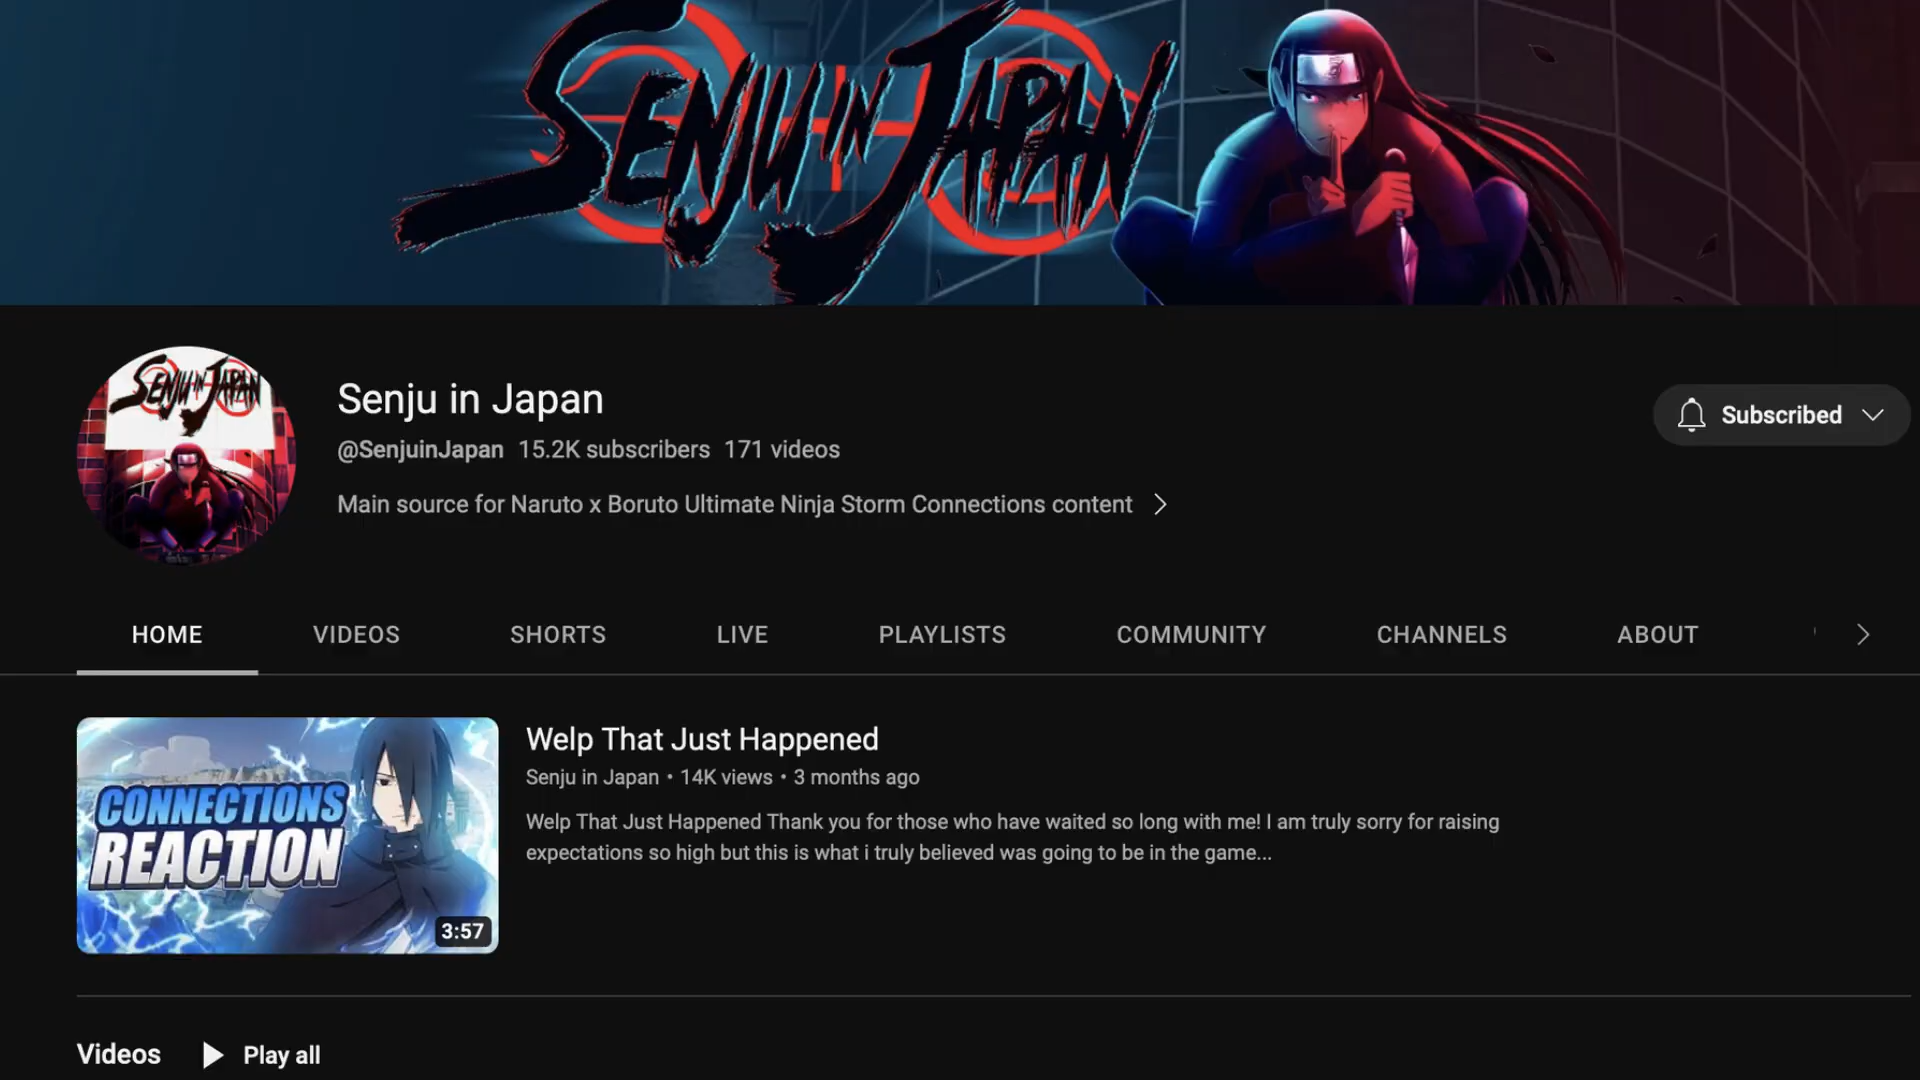 SENJU IN JAPAN
SENJU IN JAPAN
Senju in Japan
@SenjuinJapan 15.2K subscribers 171 videos
Main source for Naruto x Boruto Ultimate Ninja Storm Connections content
Subscribed
HOME VIDEOS SHORTS LIVE PLAYLISTS COMMUNITY CHANNELS ABOUT
CONNECTIONS
REACTION
3:57
Welp That Just Happened
Senju in Japan • 14K views • 3 months ago
Welp That Just Happened Thank you for those who have waited so long with me! I am truly sorry for raising
expectations so high but this is what i truly believed was going to be in the game...
Videos Play all